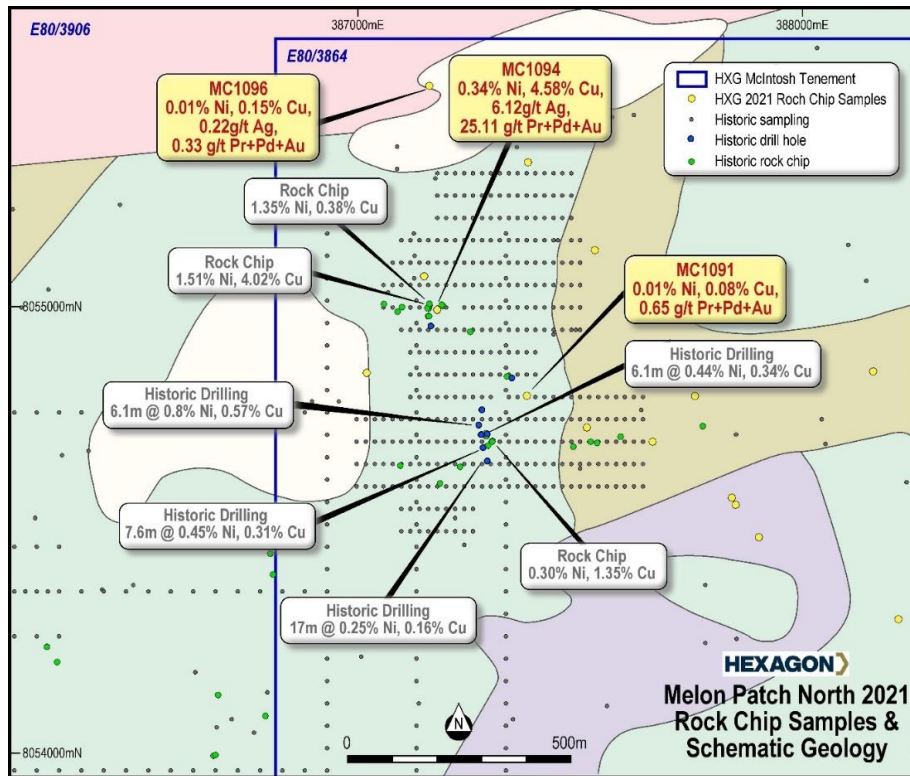 387000mE
388000mE
E80/3906
E80/3864
MC1096
0.01% Ni, 0.15% Cu,
0.22g/t Ag,
0.33 g/t Pr+Pd+Au
MC1094
0.34% Ni, 4.58% Cu,
6.12g/t Ag,
25.11 g/t Pr+Pd+Au
HXG McIntosh Tenement
HXG 2021 Roch Chip Samples
Historic sampling
Historic drill hole
Historic rock chip
Rock Chip
1.35% Ni, 0.38% Cu
Rock Chip
1.51% Ni, 4.02% Cu
MC1091
0.01% Ni, 0.08% Cu,
0.65 g/t Pr+Pd+Au
8055000mN
Historic Drilling
6.1m @ 0.44% Ni, 0.34% Cu
Historic Drilling
6.1m @ 0.8% Ni, 0.57% Cu
Historic Drilling
7.6m @ 0.45% Ni, 0.31% Cu
Rock Chip
0.30% Ni, 1.35% Cu
Historic Drilling
17m @ 0.25% Ni, 0.16% Cu
HEXAGON
Melon Patch North 2021
Rock Chip Samples &
Schematic Geology
N
0
500m
8054000mN